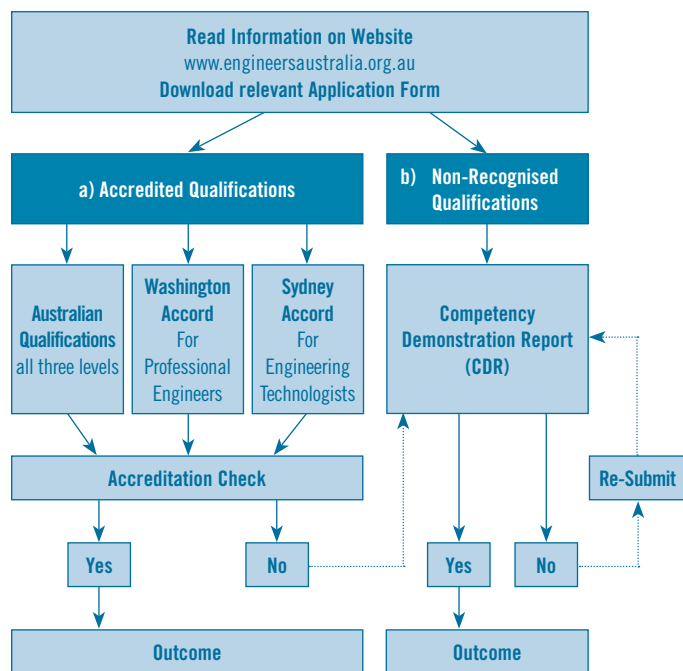 Read Information on Website
www.engineersaustralia.org.au
Download relevant Application Form
a) Accredited Qualifications
b) Non-Recognised
Qualifications
Australian
Qualifications
all three levels
Washington
Accord
For
Professional
Engineers
Sydney
Accord
For
Engineering
Technologists
Competency
Demonstration Report
(CDR)
Accreditation Check
Re-Submit
Yes
No
Yes
No
Outcome
Outcome